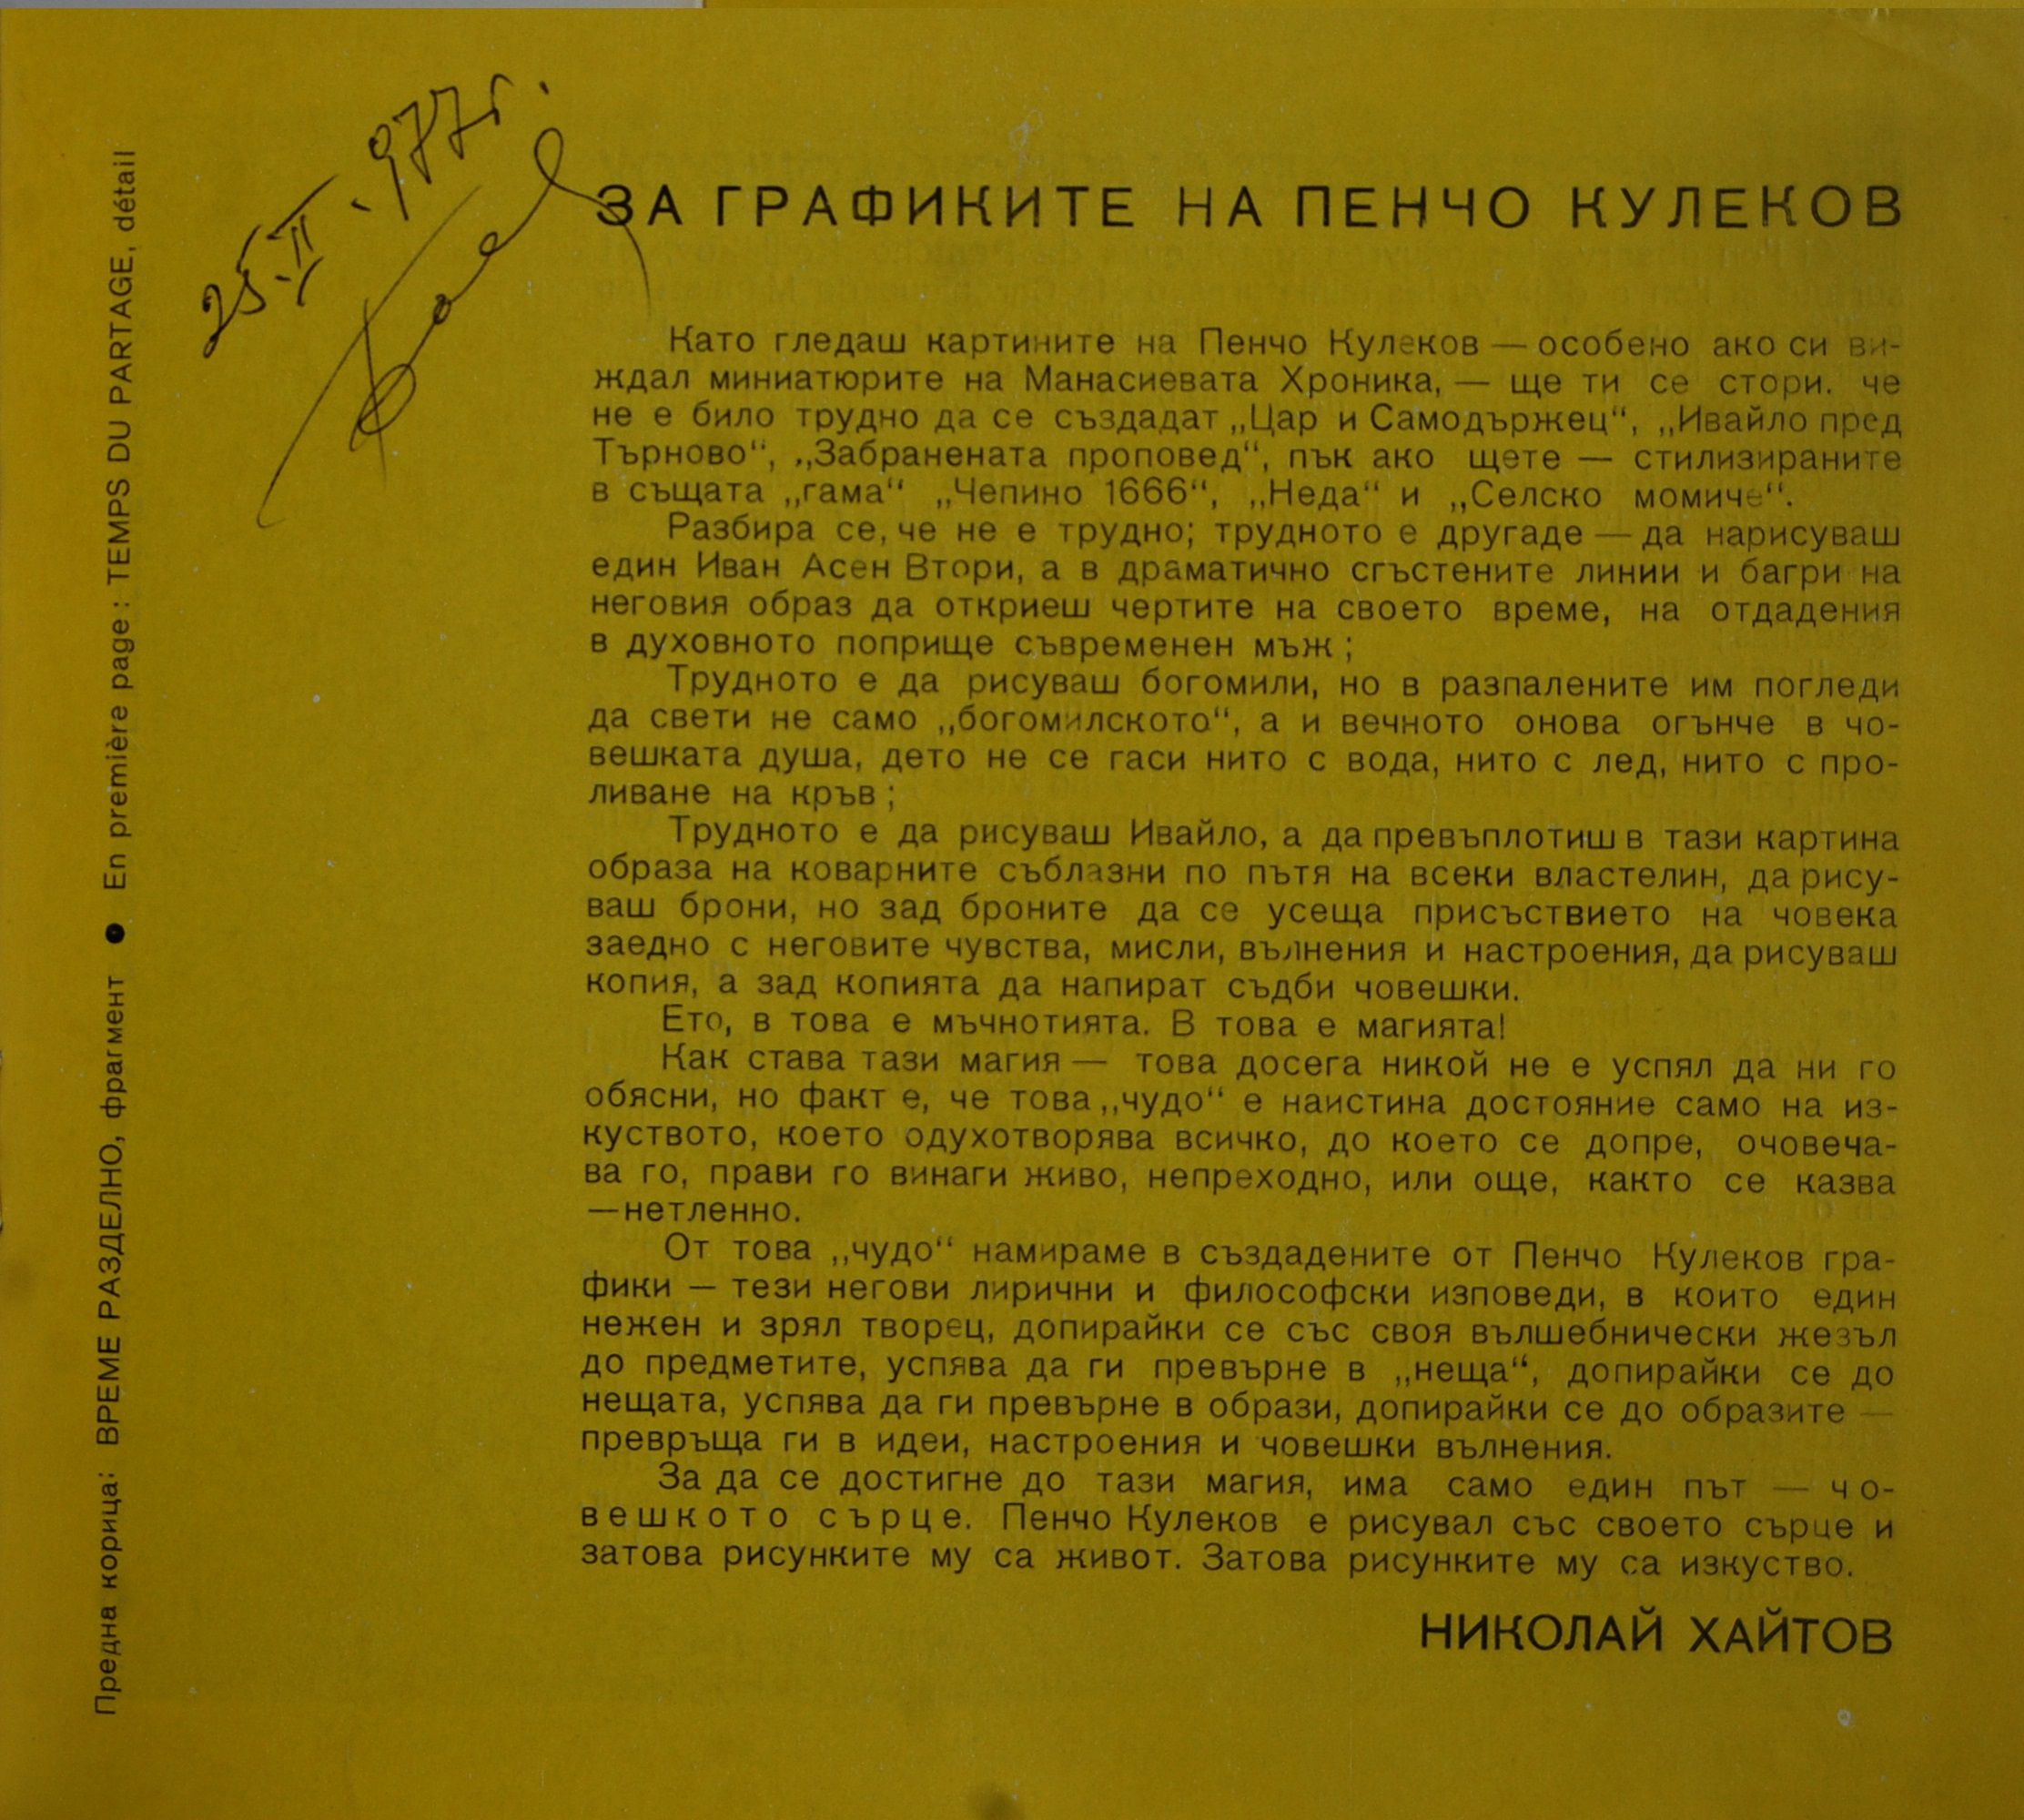 25.II.977г.
ЗА ГРАФИКИТЕ НА ПЕНЧО КУЛЕКОВ
Като гледаш картините на Пенчо Кулеков — особено ако си ви-
ждал миниатюрите на Манасиевата Хроника, — ще ти се стори. че
не е било трудно да се създадат „Цар и Самодържец“, „Ивайло пред
Търново“, „Забранената проповед“, пък ако щете — стилизираните
в същата „гама“ „Чепино 1666“, „Неда“ и „Селско момиче“.
Разбира се, че не е трудно; трудното е другаде — да нарисуваш
един Иван Асен Втори, а в драматично сгъстените линии и багри на
неговия образ да откриеш чертите на своето време, на отдадения
в духовното поприще съвременен мъж;
Трудното е да рисуваш богомили, но в разпалените им погледи
да свети не само „богомилското“, а и вечното онова огънче в чо-
вешката душа, дето не се гаси нито с вода, нито с лед, нито с про-
ливане на кръв;
Трудното е да рисуваш Ивайло, а да превъплотиш в тази картина
образа на коварните съблазни по пътя на всеки властелин, да рису-
ваш брони, но зад броните да се усеща присъствието на човека
заедно с неговите чувства, мисли, вълнения и настроения, да рисуваш
копия, а зад копията да напират съдби човешки.
Ето, в това е мъчнотията. В това е магията!
Как става тази магия — това досега никой не е успял да ни го
обясни, но факт е, че това „чудо“ е наистина достояние само на из-
куството, което одухотворява всичко, до което се допре, очовеча-
ва го, прави го винаги живо, непреходно, или още, както се казва
—нетленно.
От това „чудо“ намираме в създадените от Пенчо Кулеков гра-
фики — тези негови лирични и философски изповеди, в които един
нежен и зрял творец, допирайки се със своя вълшебнически жезъл
до предметите, успява да ги превърне в „неща“, допирайки се до
нещата, успява да ги превърне в образи, допирайки се до образите —
превръща ги в идеи, настроения и човешки вълнения.
За да се достигне до тази магия, има само един път — чо-
вешкото сърце. Пенчо Кулеков е рисувал със своето сърце и
затова рисунките му са живот. Затова рисунките му са изкуство.
НИКОЛАЙ ХАЙТОВ
Предна корица: ВРЕМЕ РАЗДЕЛНО, фрагмент ● En première page : TEMPS DU PARTAGE, détail